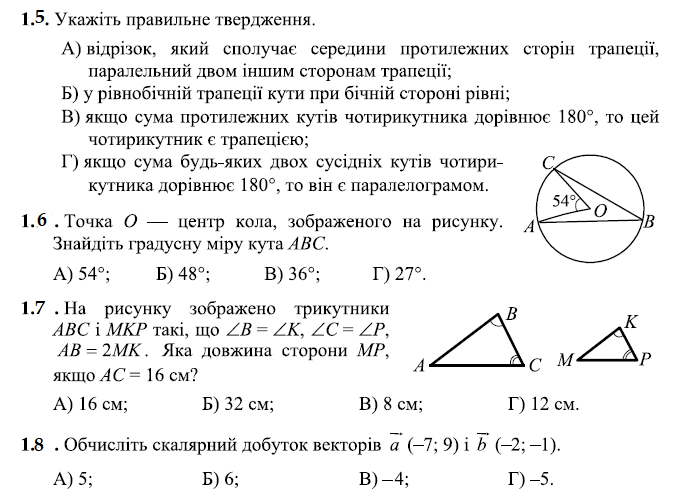 1.5. Укажіть правильне твердження.
А) відрізок, який сполучає середини протилежних сторін трапеції,
паралельний двом іншим сторонам трапеції;
Б) у рівнобічній трапеції кути при бічній стороні рівні;
В) якщо сума протилежних кутів чотирикутника дорівнює 180°, то цей
чотирикутник є трапецією;
Г) якщо сума будь-яких двох сусідніх кутів чотири-
кутника дорівнює 180°, то він є паралелограмом.
C
54°
O
A
B
1.6 . Точка O — центр кола, зображеного на рисунку.
Знайдіть градусну міру кута ABC.
А) 54°; Б) 48°; В) 36°; Г) 27°.
1.7 . На рисунку зображено трикутники
ABC і MKP такі, що ∠B = ∠K, ∠C = ∠P,
AB = 2MK . Яка довжина сторони MP,
якщо AC = 16 см?
B
A
C
K
M
P
А) 16 см; Б) 32 см; В) 8 см; Г) 12 см.
1.8 . Обчисліть скалярний добуток векторів a⃗ (–7; 9) і b⃗ (–2; –1).
А) 5; Б) 6; В) –4; Г) –5.